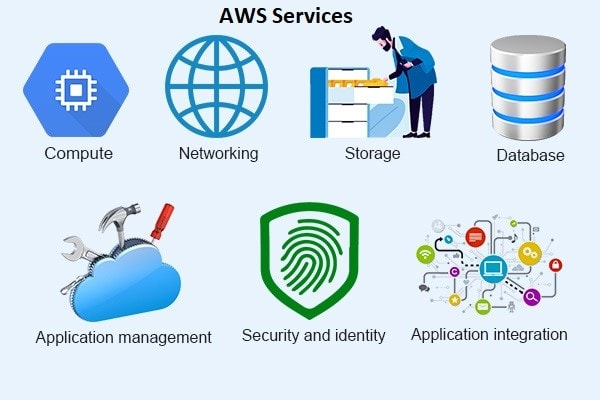 AWS Services
Compute
Networking
Storage
Database
Application management
Security and identity
Application integration